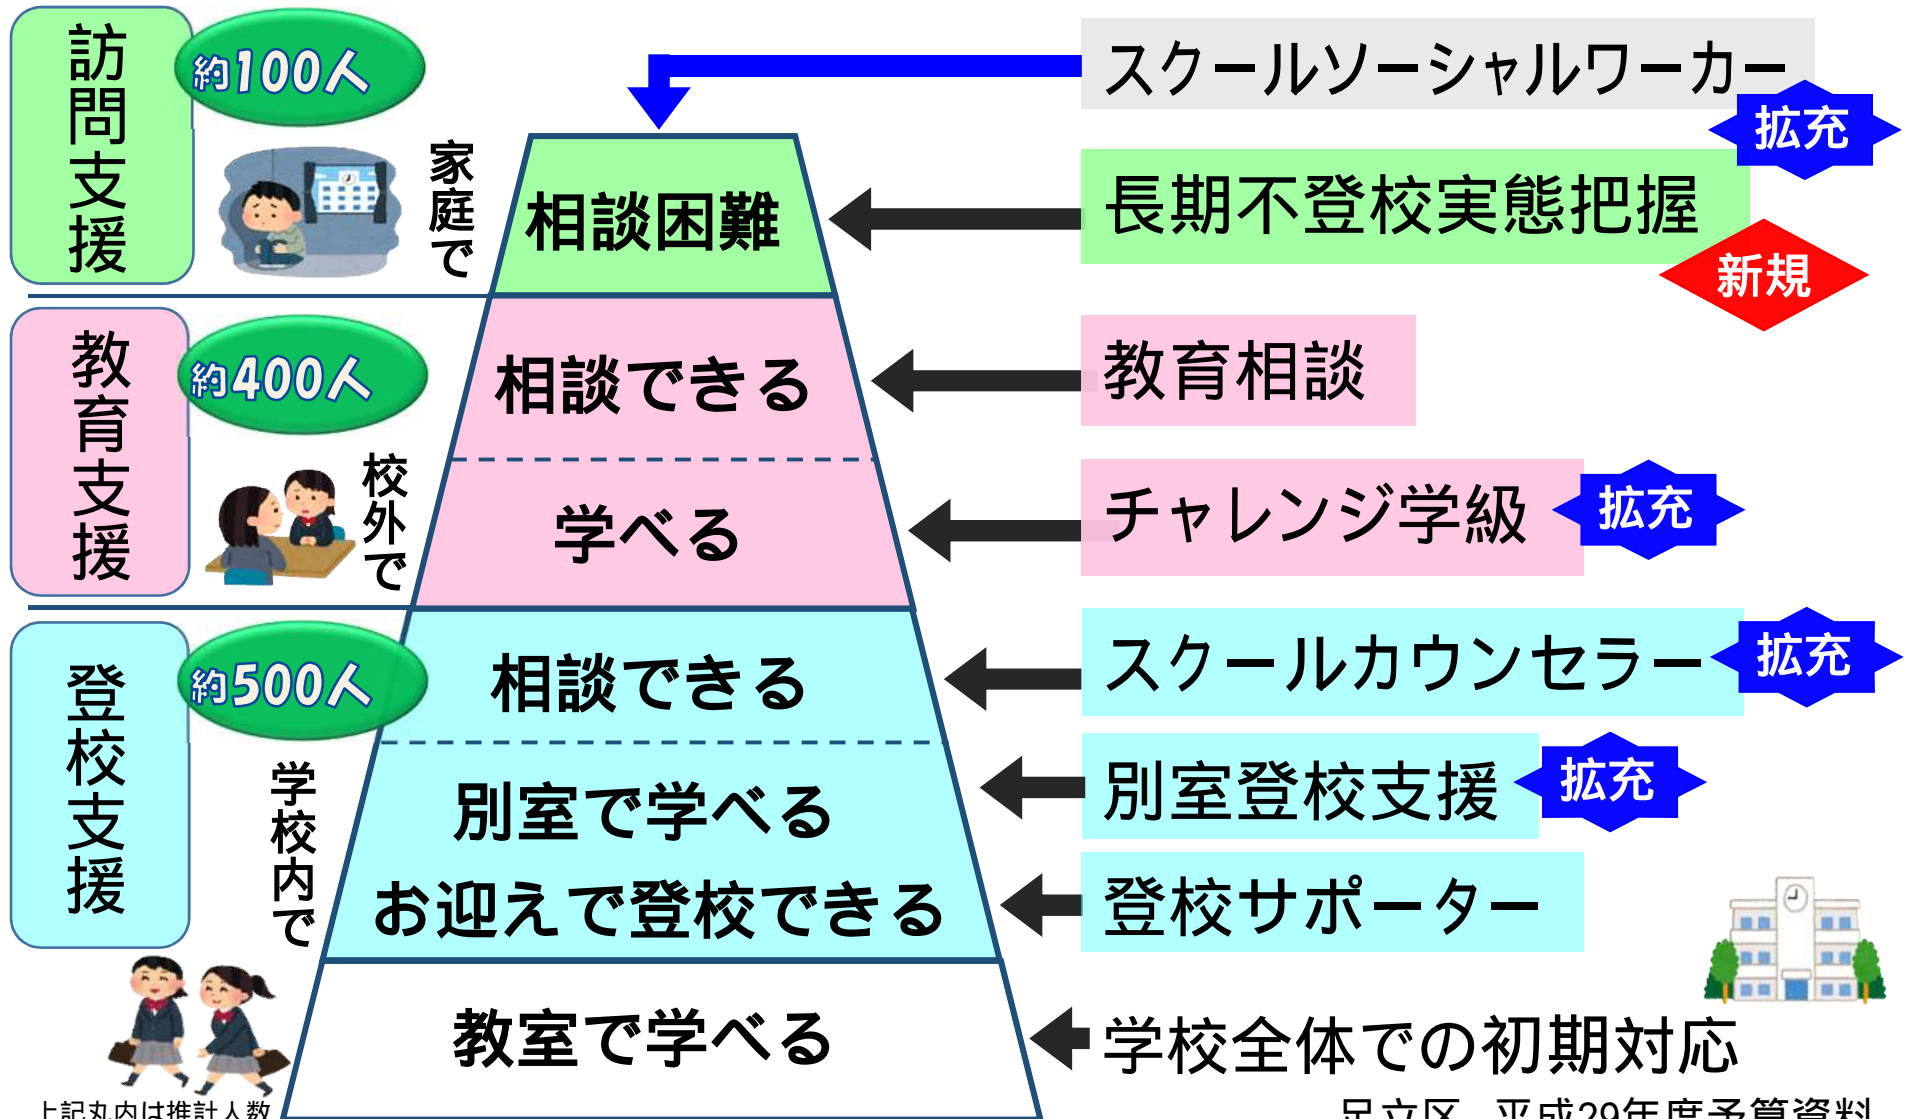 訪問支援
約100人
家庭で
相談困難
スクールソーシャルワーカー
拡充
長期不登校実態把握
新規
教育支援
約400人
校外で
相談できる
教育相談
学べる
チャレンジ学級
拡充
登校支援
約500人
学校内で
相談できる
スクールカウンセラー
拡充
別室で学べる
別室登校支援
拡充
お迎えで登校できる
登校サポーター
教室で学べる
学校全体での初期対応
上記丸内は推計人数
足立区 平成29年度予算資料